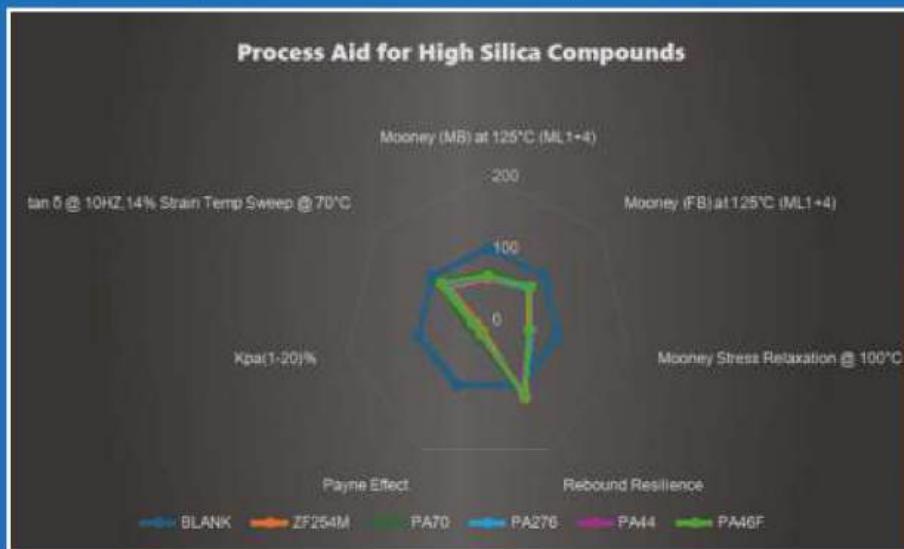 Process Aid for High Silica Compounds
Mooney (MB) at 125°C (ML1+4)
200
tan δ @ 10HZ,14% Strain Temp Sweep @ 70°C
Mooney (FB) at 125°C (ML1+4)
100
0
Kpa(1-20)%
Mooney Stress Relaxation @ 100°C
Payne Effect
Rebound Resilience
BLANK ZF254M PA70 PA276 PA44 PA46F